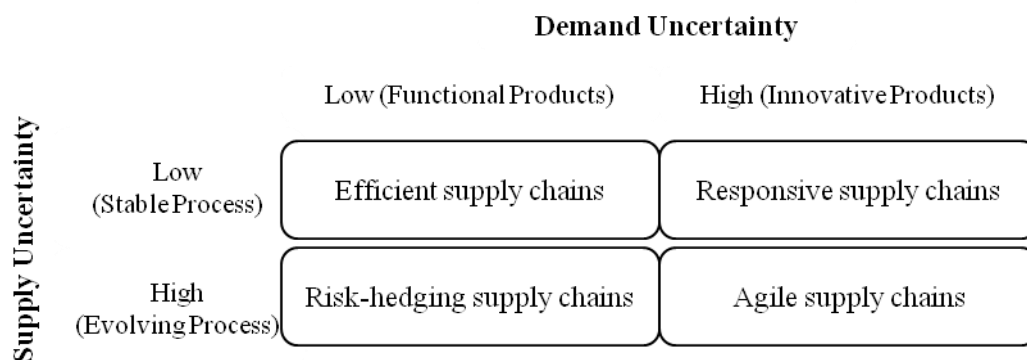 Demand Uncertainty
Low (Functional Products)
High (Innovative Products)
Supply Uncertainty
Low
(Stable Process)
Efficient supply chains
Responsive supply chains
High
(Evolving Process)
Risk-hedging supply chains
Agile supply chains